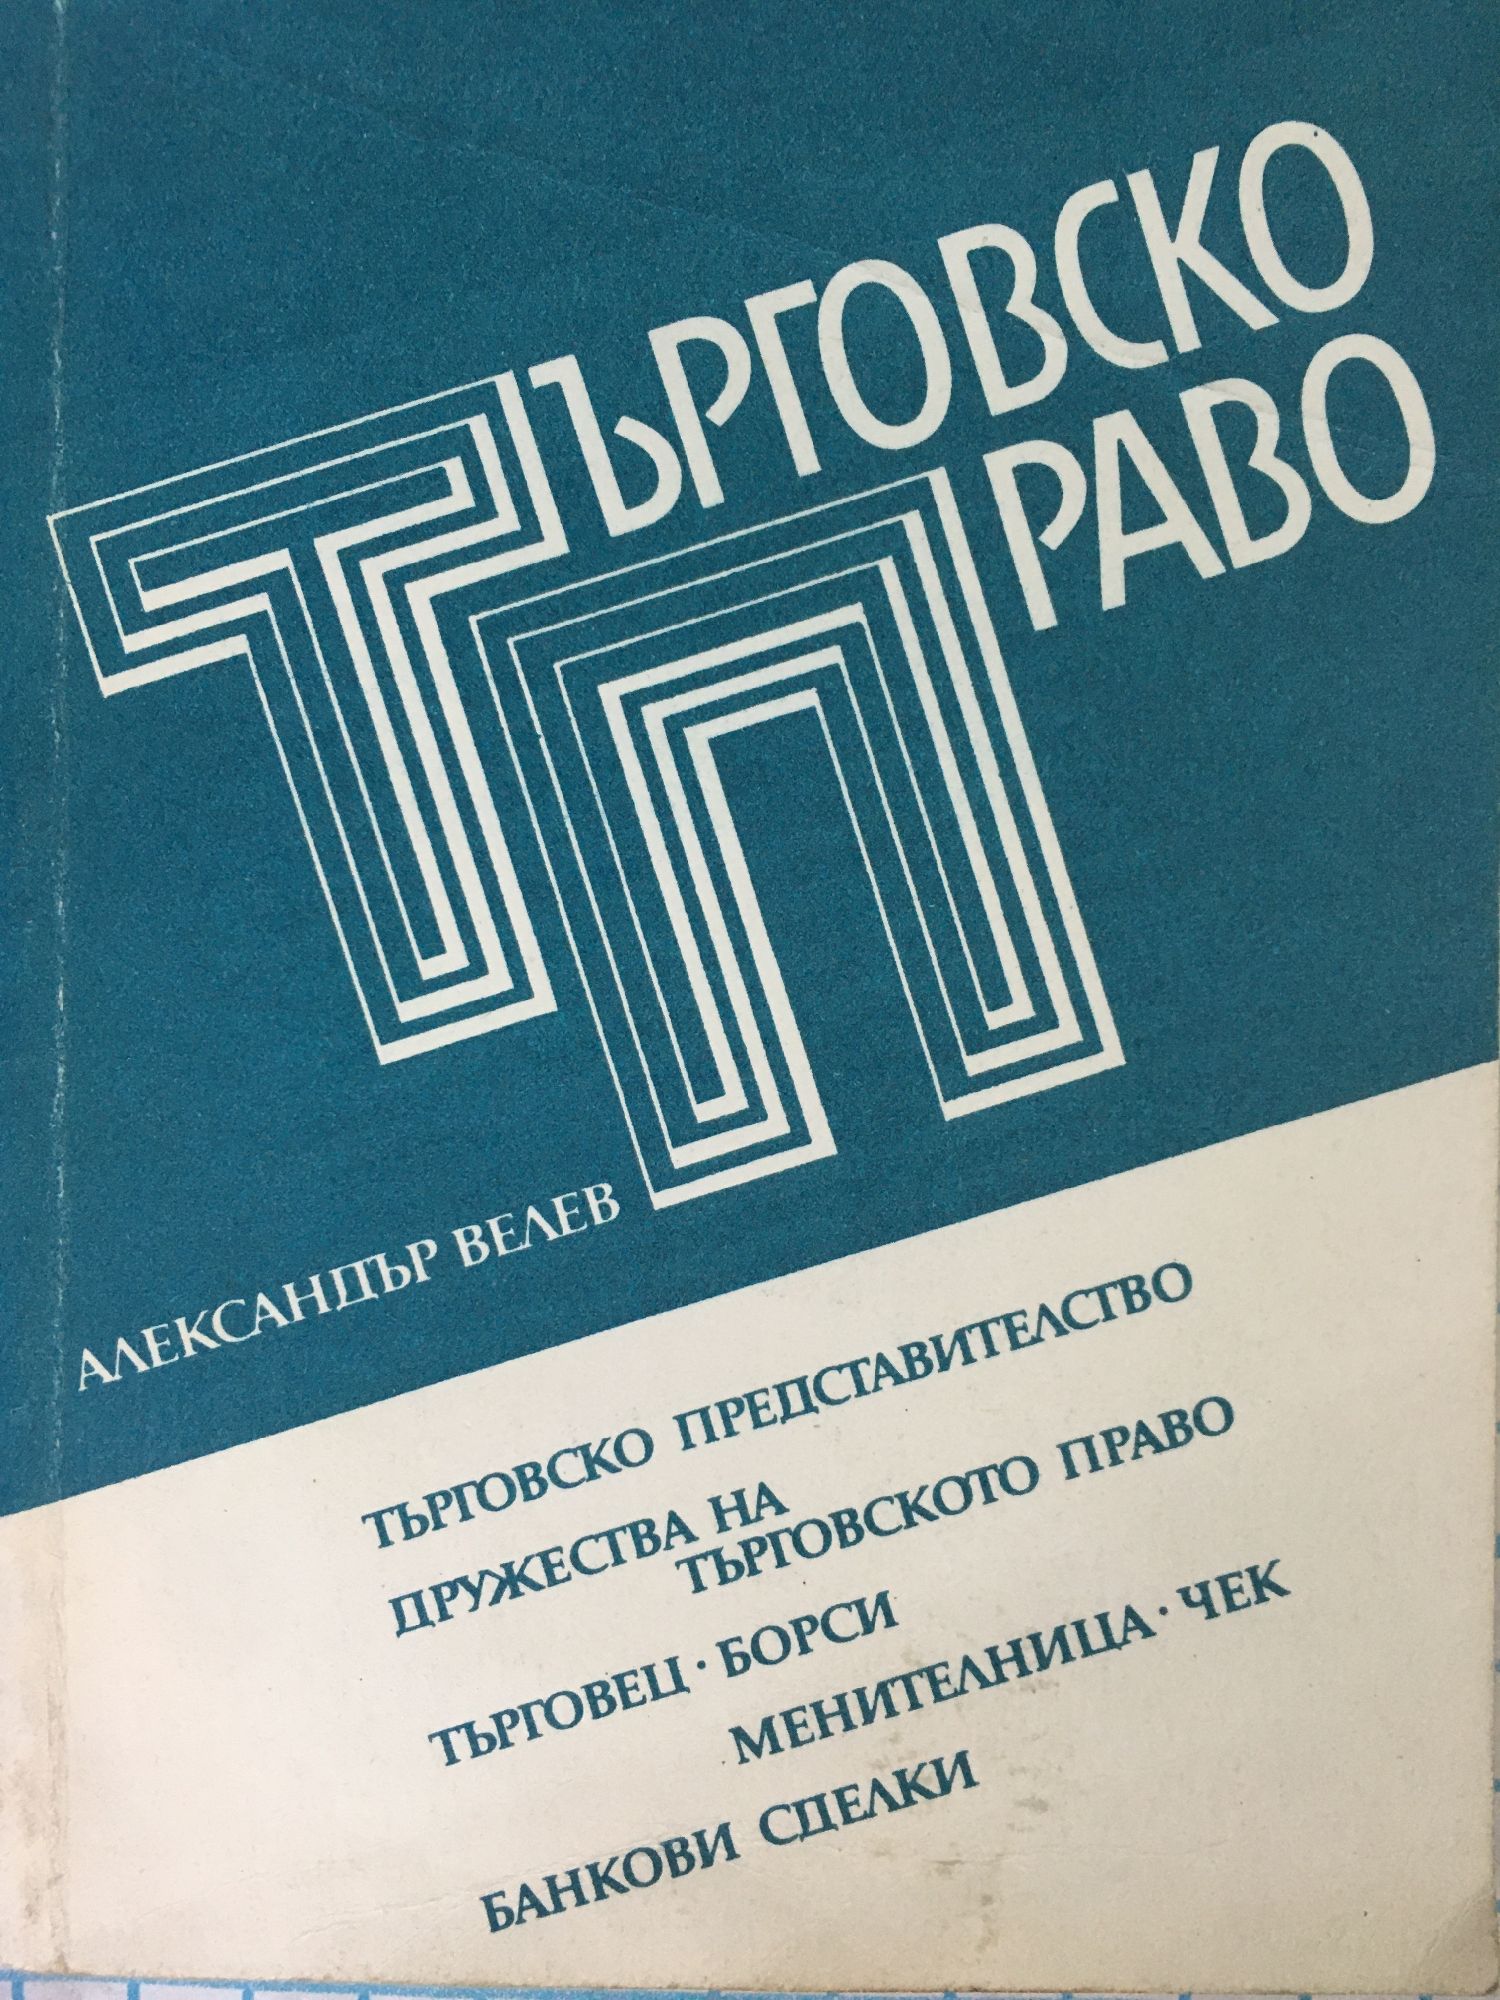 ТЪРГОВСКО
ПРАВО
АЛЕКСАНДЪР ВЕЛЕВ
ТЪРГОВСКО ПРЕДСТАВИТЕЛСТВО
ДРУЖЕСТВА НА
ТЪРГОВСКОТО ПРАВО
ТЪРГОВЕЦ · БОРСИ
МЕНИТЕЛНИЦА · ЧЕК
БАНКОВИ СДЕЛКИ